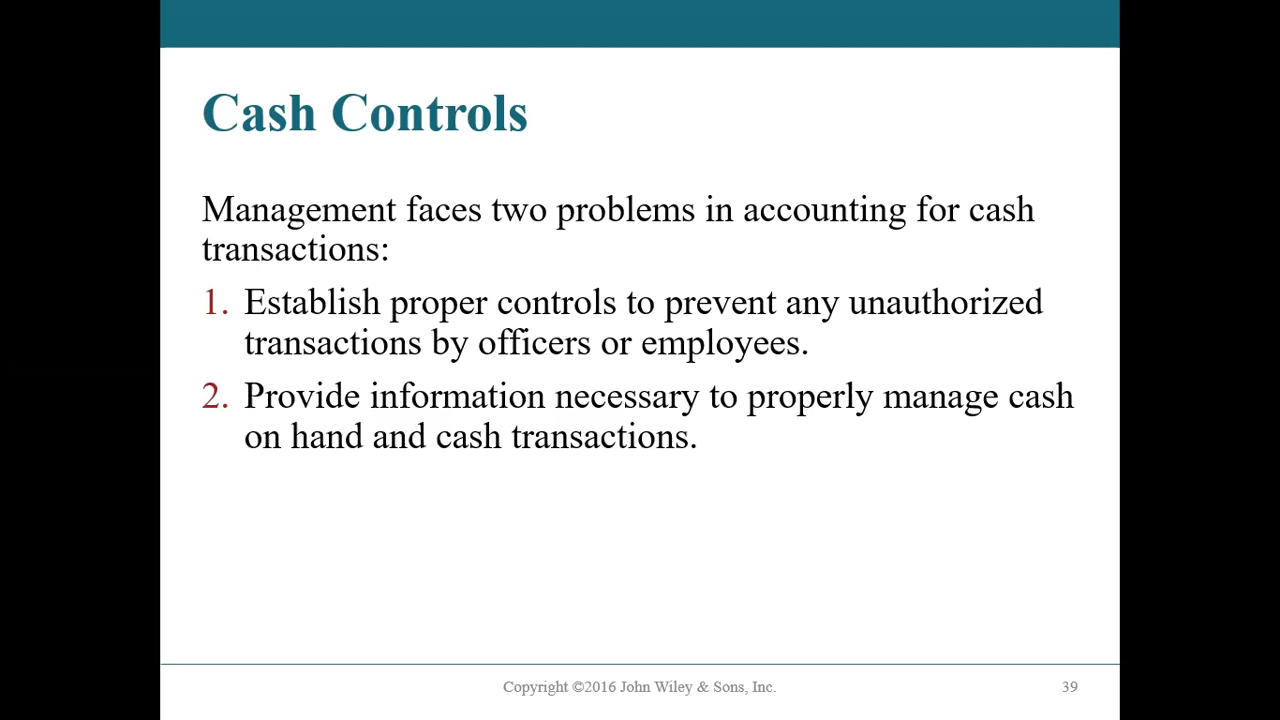 Cash Controls
Management faces two problems in accounting for cash
transactions:
1. Establish proper controls to prevent any unauthorized
transactions by officers or employees.
2. Provide information necessary to properly manage cash
on hand and cash transactions.
Copyright ©2016 John Wiley & Sons, Inc.
39